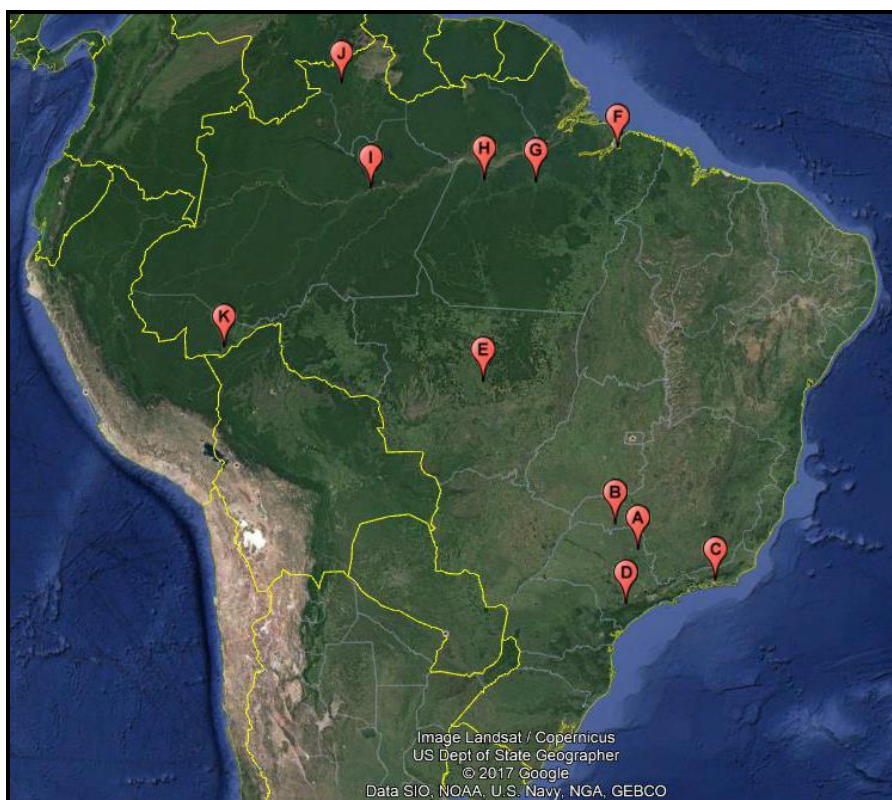 J
F
H
G
I
K
E
B
A
C
D
Image Landsat / Copernicus
US Dept of State Geographer
© 2017 Google
Data SIO, NOAA, U.S. Navy, NGA, GEBCO